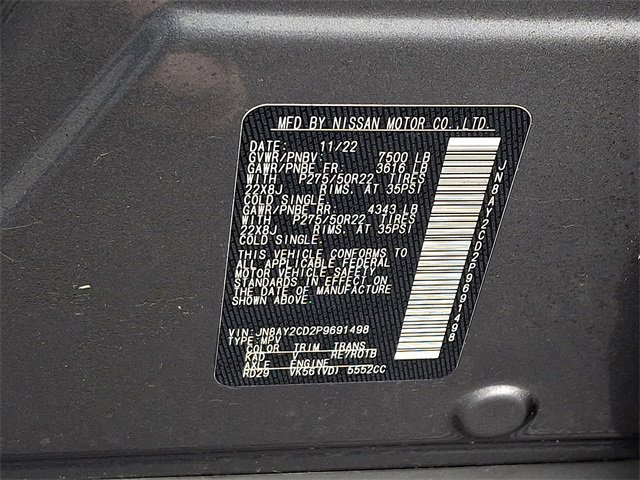 MFD BY NISSAN MOTOR CO.,LTD.
DATE: 11/22
GVWR/PNBV: 7500 LB
GAWR/PNBE FR. 3616 LB
WITH P275/50R22 TIRES
22X8J RIMS. AT 35PSI
COLD SINGLE.
GAWR/PNBE RR. 4343 LB
WITH P275/50R22 TIRES
22X8J RIMS. AT 35PSI
COLD SINGLE.
THIS VEHICLE CONFORMS TO
ALL APPLICABLE FEDERAL
MOTOR VEHICLE SAFETY
STANDARDS IN EFFECT ON
THE DATE OF MANUFACTURE
SHOWN ABOVE.
VIN:JN8AY2CD2P9691498
TYPE:MPV
COLOR TRIM TRANS
KAD V RE7R01B
AXLE ENGINE
RD29 VK56(VD) 5552CC
JN8AY2CD2P9691498